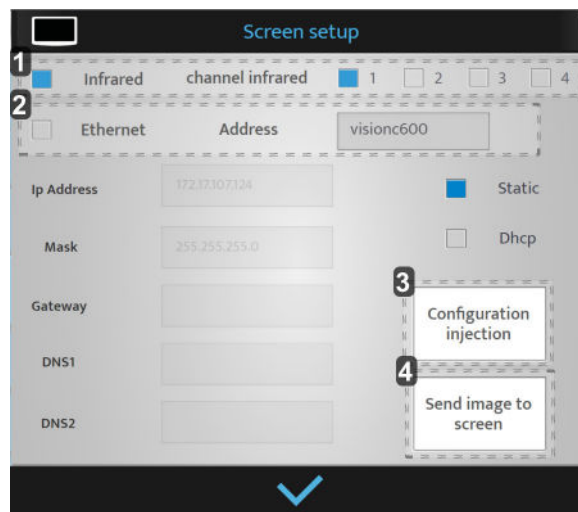 Screen setup
1
Infrared channel infrared 1 2 3 4
2
Ethernet Address visionc600
Ip Address 172.17.107.124 Static
Mask 255.255.255.0 Dhcp
3
Gateway
Configuration
injection
DNS1
4
Send image to
screen
DNS2